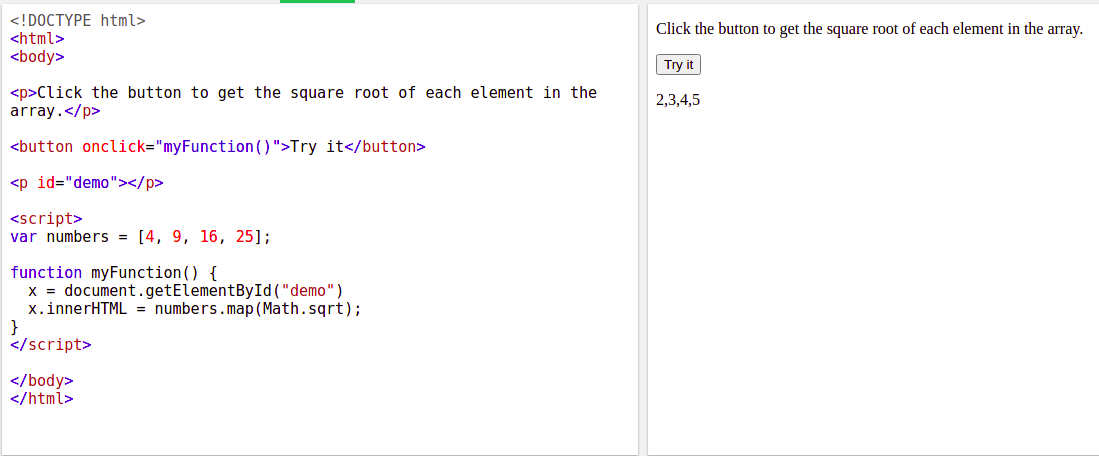 <!DOCTYPE html>
<html>
<body>
<p>Click the button to get the square root of each element in the
array.</p>
<button onclick="myFunction()">Try it</button>
<p id="demo"></p>
<script>
var numbers = [4, 9, 16, 25];
function myFunction() {
  x = document.getElementById("demo")
  x.innerHTML = numbers.map(Math.sqrt);
}
</script>
</body>
</html>
Click the button to get the square root of each element in the array.
Try it
2,3,4,5